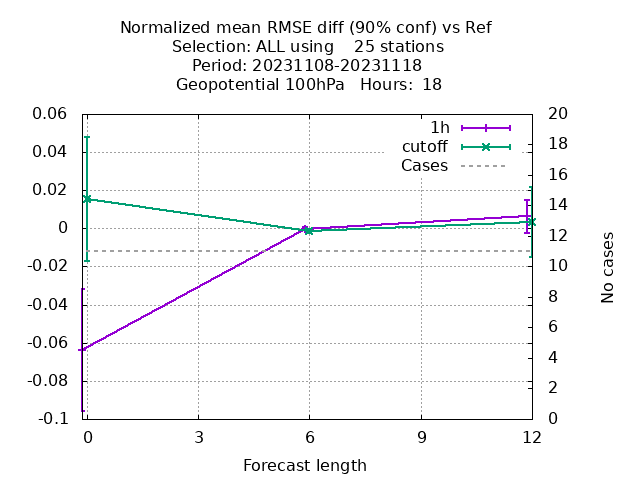 Normalized mean RMSE diff (90% conf) vs Ref
Selection: ALL using    25 stations
Period: 20231108-20231118
Geopotential 100hPa   Hours:  18
0.06
0.04
0.02
0
-0.02
-0.04
-0.06
-0.08
-0.1
20
18
16
14
12
10
8
6
4
2
0
1h
cutoff
Cases
No cases
0
3
6
9
12
Forecast length